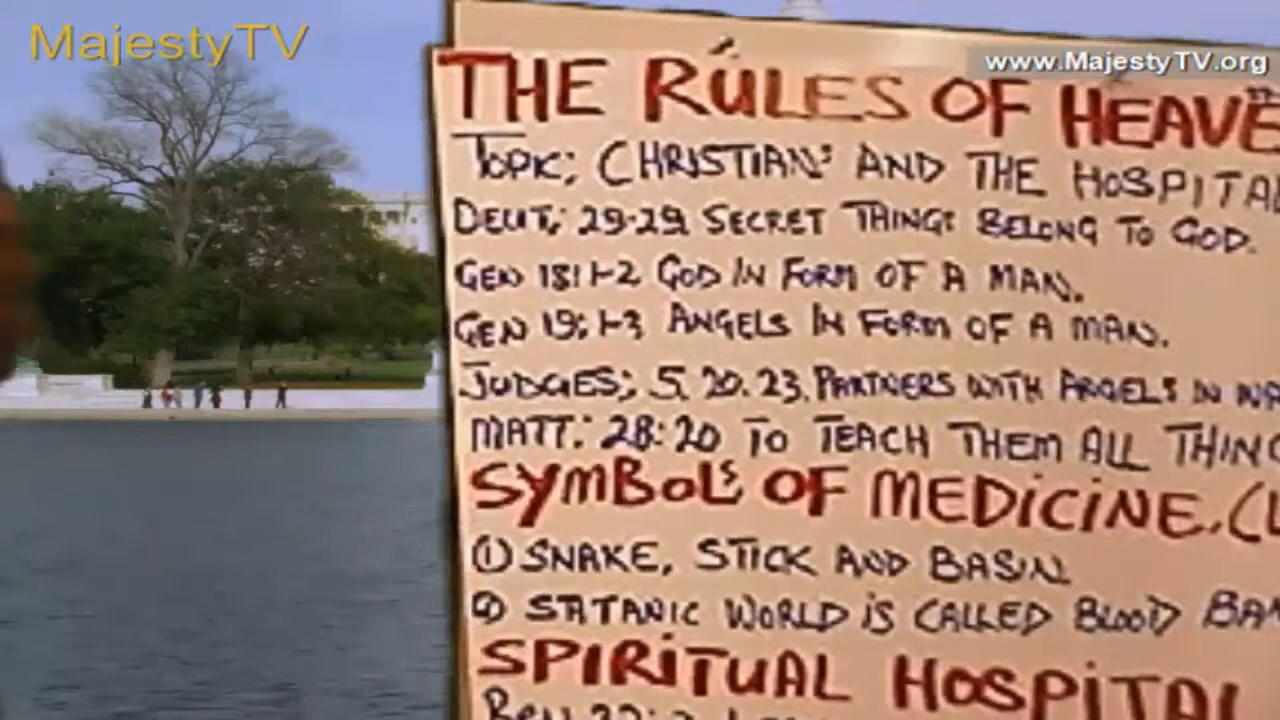 MajestyTV
www.MajestyTV.org
THE RULES OF HEAVE
TOPIC; CHRISTIANS AND THE HOSPITAL
DEUT; 29-29 SECRET THINGS BELONG TO GOD.
GEN 18:1-2 GOD IN FORM OF A MAN.
GEN 19; 1-3 ANGELS IN FORM OF A MAN.
JUDGES; 5. 20. 23. PARTNERS WITH ANGELS IN WA
MATT. 28:20 TO TEACH THEM ALL THING
SYMBOLS OF MEDICINE. (L
(1) SNAKE, STICK AND BASIN
SATANIC WORLD IS CALLED BLOOD BA
SPIRITUAL HOSPITAL